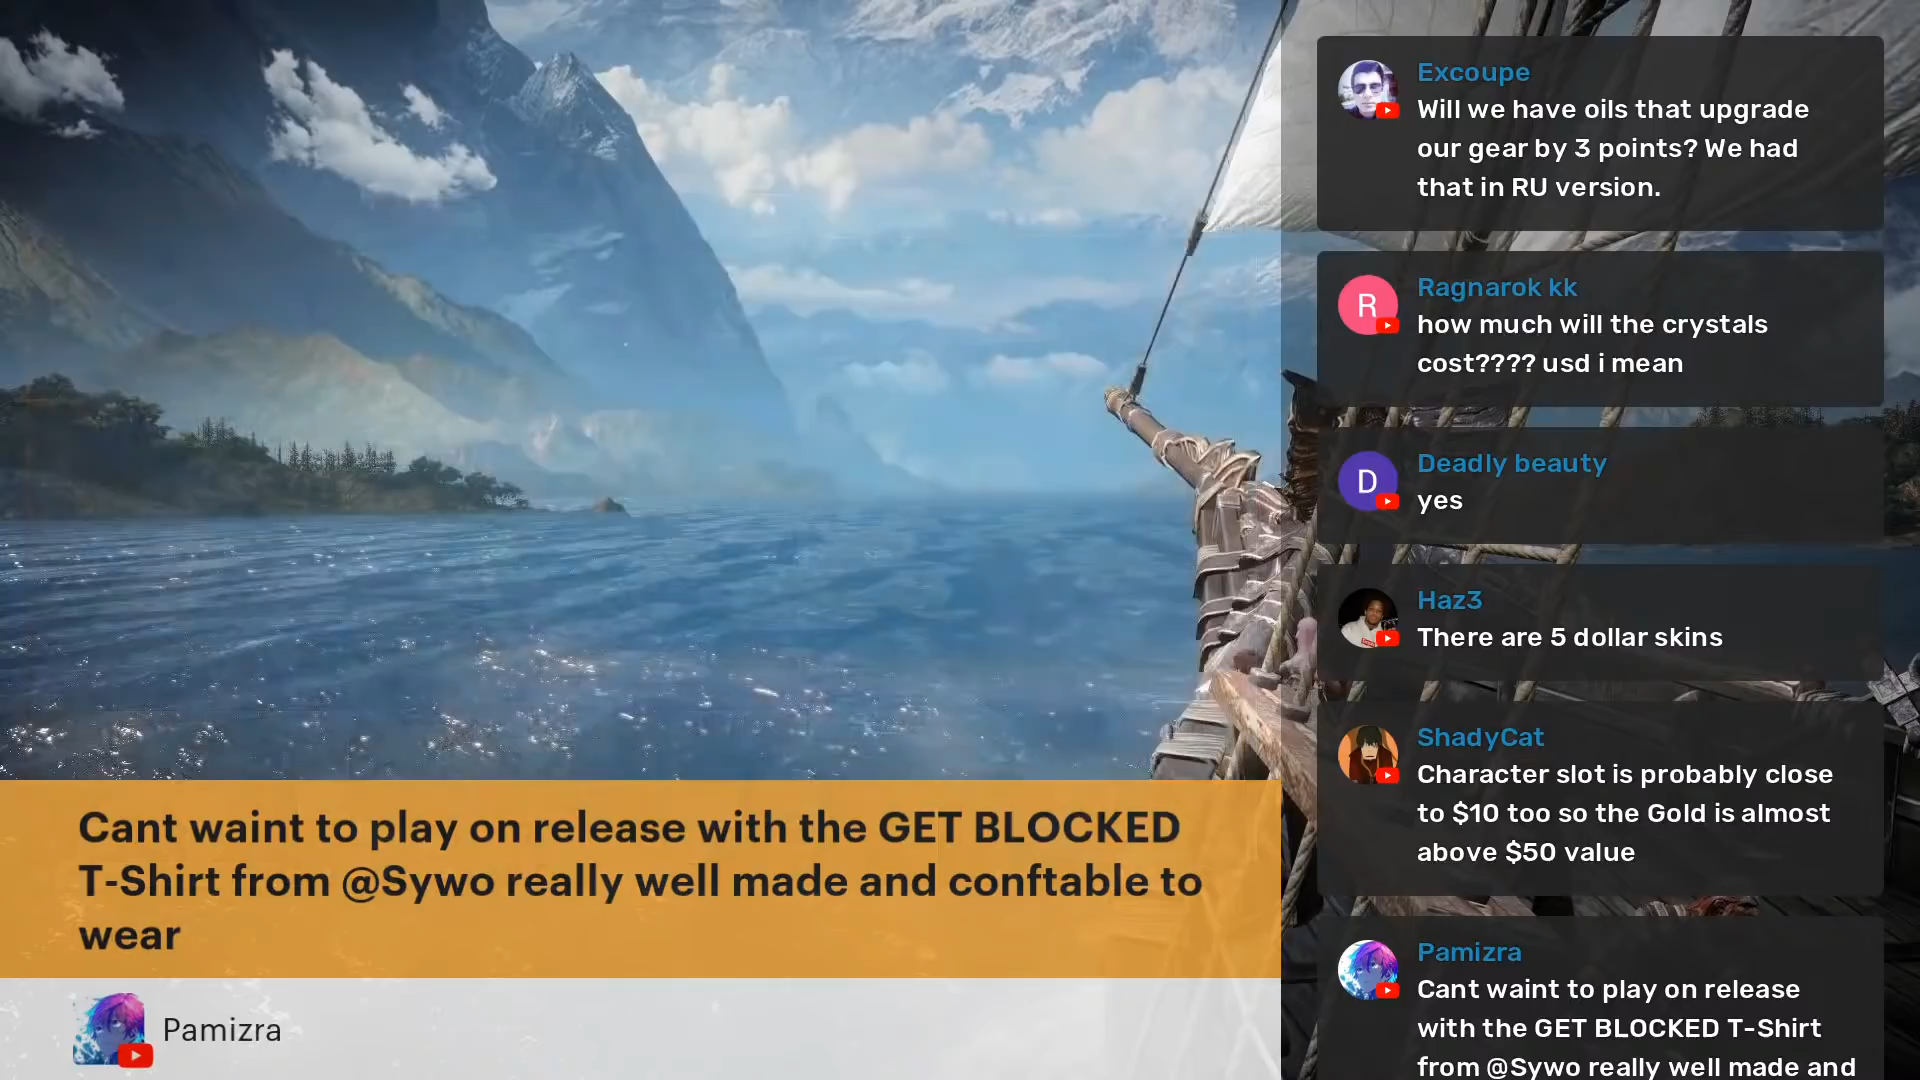 Excoupe
Will we have oils that upgrade
our gear by 3 points? We had
that in RU version.
R
Ragnarok kk
how much will the crystals
cost???? usd i mean
D
Deadly beauty
yes
Haz3
There are 5 dollar skins
ShadyCat
Character slot is probably close
to $10 too so the Gold is almost
above $50 value
Pamizra
Cant waint to play on release
with the GET BLOCKED T-Shirt
from @Sywo really well made and
Cant waint to play on release with the GET BLOCKED
T-Shirt from @Sywo really well made and conftable to
wear
Pamizra